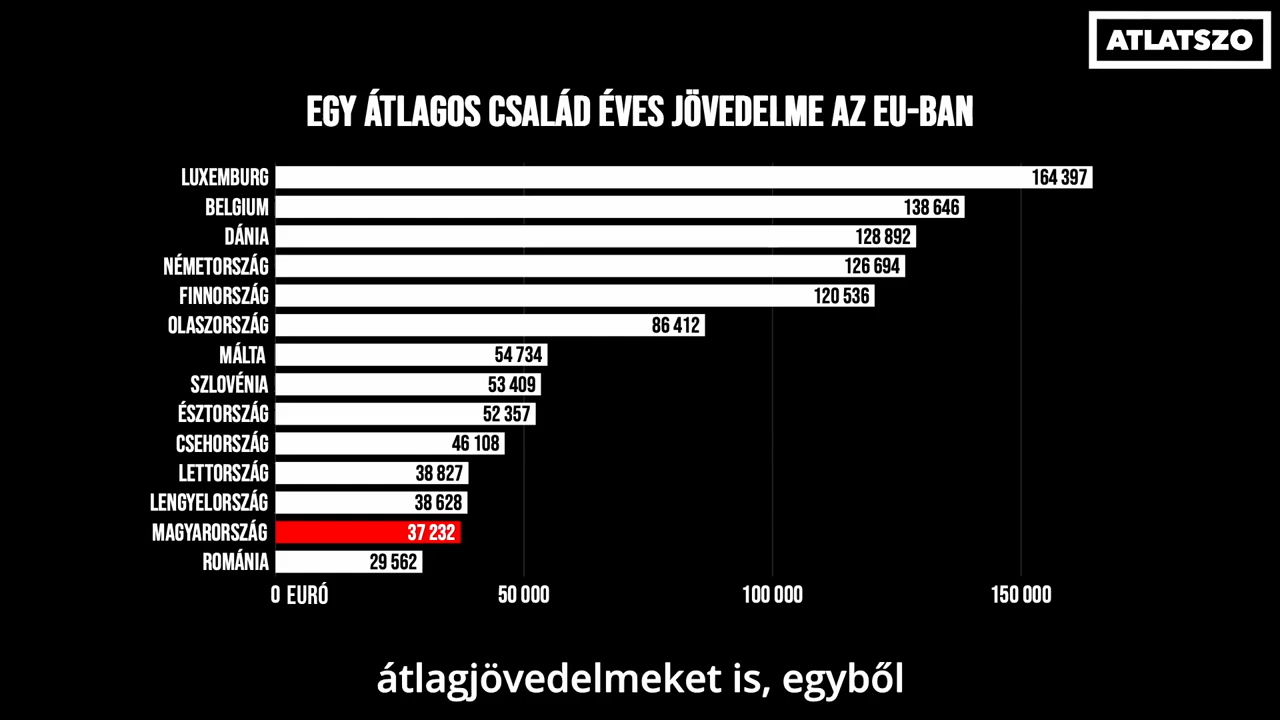 ATLATSZO
EGY ÁTLAGOS CSALÁD ÉVES JÖVEDELME AZ EU-BAN
LUXEMBURG 164 397
BELGIUM 138 646
DÁNIA 128 892
NÉMETORSZÁG 126 694
FINNORSZÁG 120 536
OLASZORSZÁG 86 412
MÁLTA 54 734
SZLOVÉNIA 53 409
ÉSZTORSZÁG 52 357
CSEHORSZÁG 46 108
LETTORSZÁG 38 827
LENGYELORSZÁG 38 628
MAGYARORSZÁG 37 232
ROMÁNIA 29 562
0 EURÓ 50 000 100 000 150 000
átlagjövedelmeket is, egyből